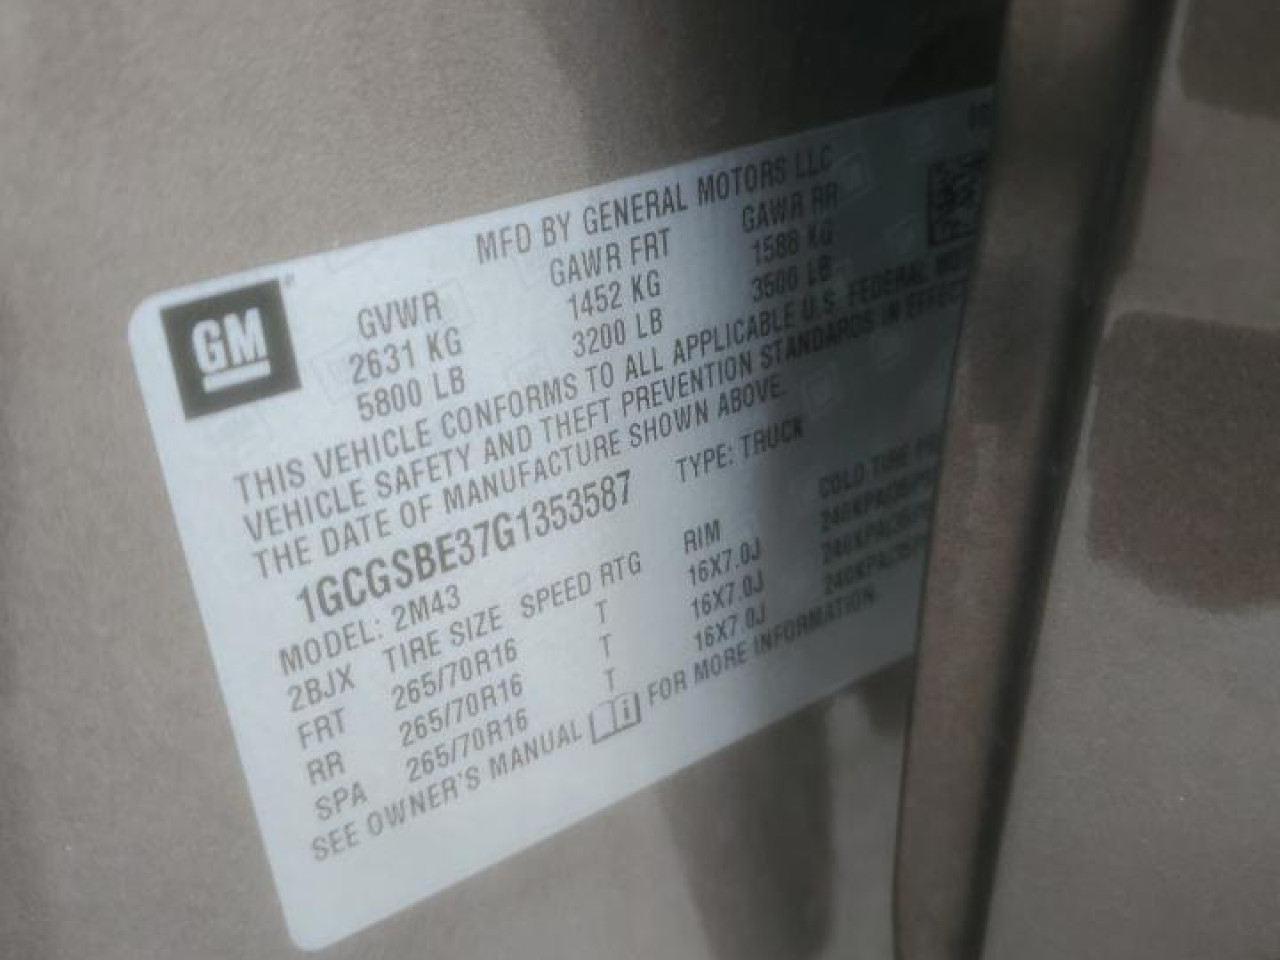 MFD BY GENERAL MOTORS LLC
GM
GVWR GAWR FRT GAWR RR
2631 KG 1452 KG 1588 KG
5800 LB 3200 LB 3500 LB
THIS VEHICLE CONFORMS TO ALL APPLICABLE U.S. FEDERAL
VEHICLE SAFETY AND THEFT PREVENTION STANDARDS IN EFFEC
THE DATE OF MANUFACTURE SHOWN ABOVE.
1GCGSBE37G1353587 TYPE: TRUCK
MODEL: 2M43
2BJX TIRE SIZE SPEED RTG RIM COLD TIRE
FRT 265/70R16 T 16X7.0J
RR 265/70R16 T 16X7.0J
SPA 265/70R16 T 16X7.0J
SEE OWNER'S MANUAL i FOR MORE INFORMATION